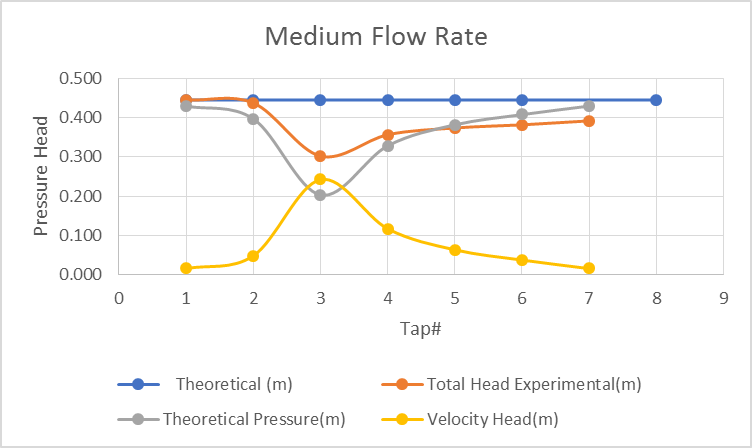 Medium Flow Rate
0.500
0.400
0.300
0.200
0.100
0.000
Pressure Head
0 1 2 3 4 5 6 7 8 9
Tap#
Theoretical (m) Total Head Experimental(m)
Theoretical Pressure(m) Velocity Head(m)